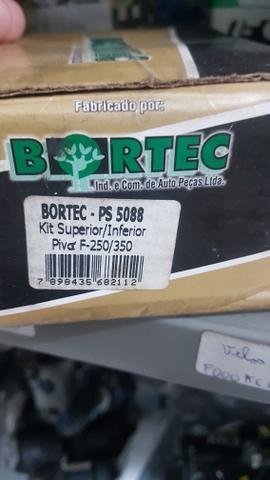 BORTEC
Fabricado por:
BORTEC
Ind. e Com. de Auto Peças Ltda.
BORTEC - PS 5088
Kit Superior/Inferior
Pivô F-250/350
7 898435 682112